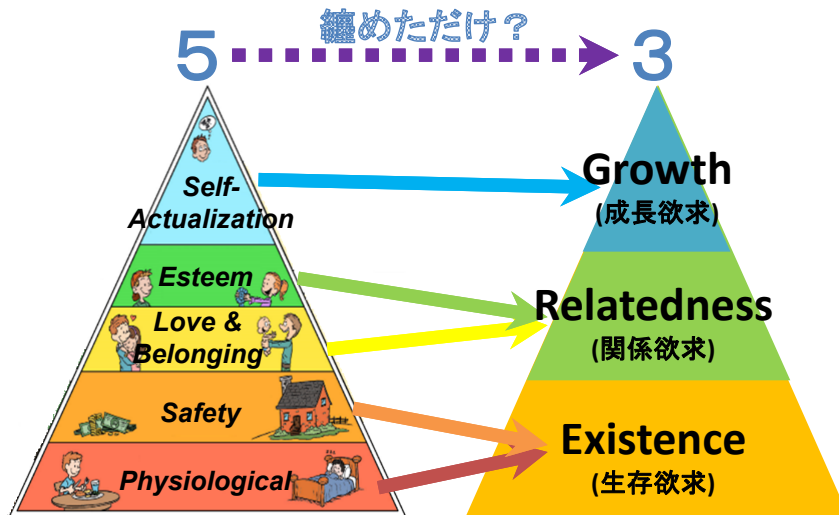 纏めただけ？
5
3
Self-
Actualization
Esteem
Love &
Belonging
Safety
Physiological
Growth
(成長欲求)
Relatedness
(関係欲求)
Existence
(生存欲求)